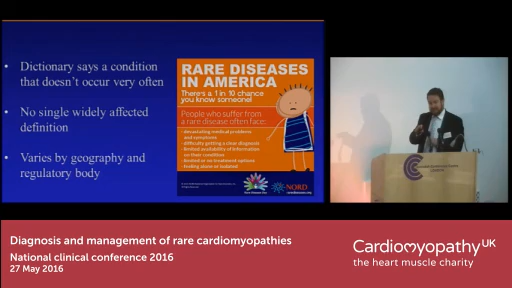 • Dictionary says a condition
that doesn't occur very often
• No single widely affected
definition
• Varies by geography and
regulatory body
RARE DISEASES
IN AMERICA
There's a 1 in 10 chance
you know someone!
People who suffer from
a rare disease often face:
- devastating medical problems
and symptoms
- difficulty getting a clear diagnosis
- limited availability of information
on their condition
- limited or no treatment options
- feeling alone or isolated
NORD
Diagnosis and management of rare cardiomyopathies
National clinical conference 2016
27 May 2016
Cardiomyopathy UK
the heart muscle charity